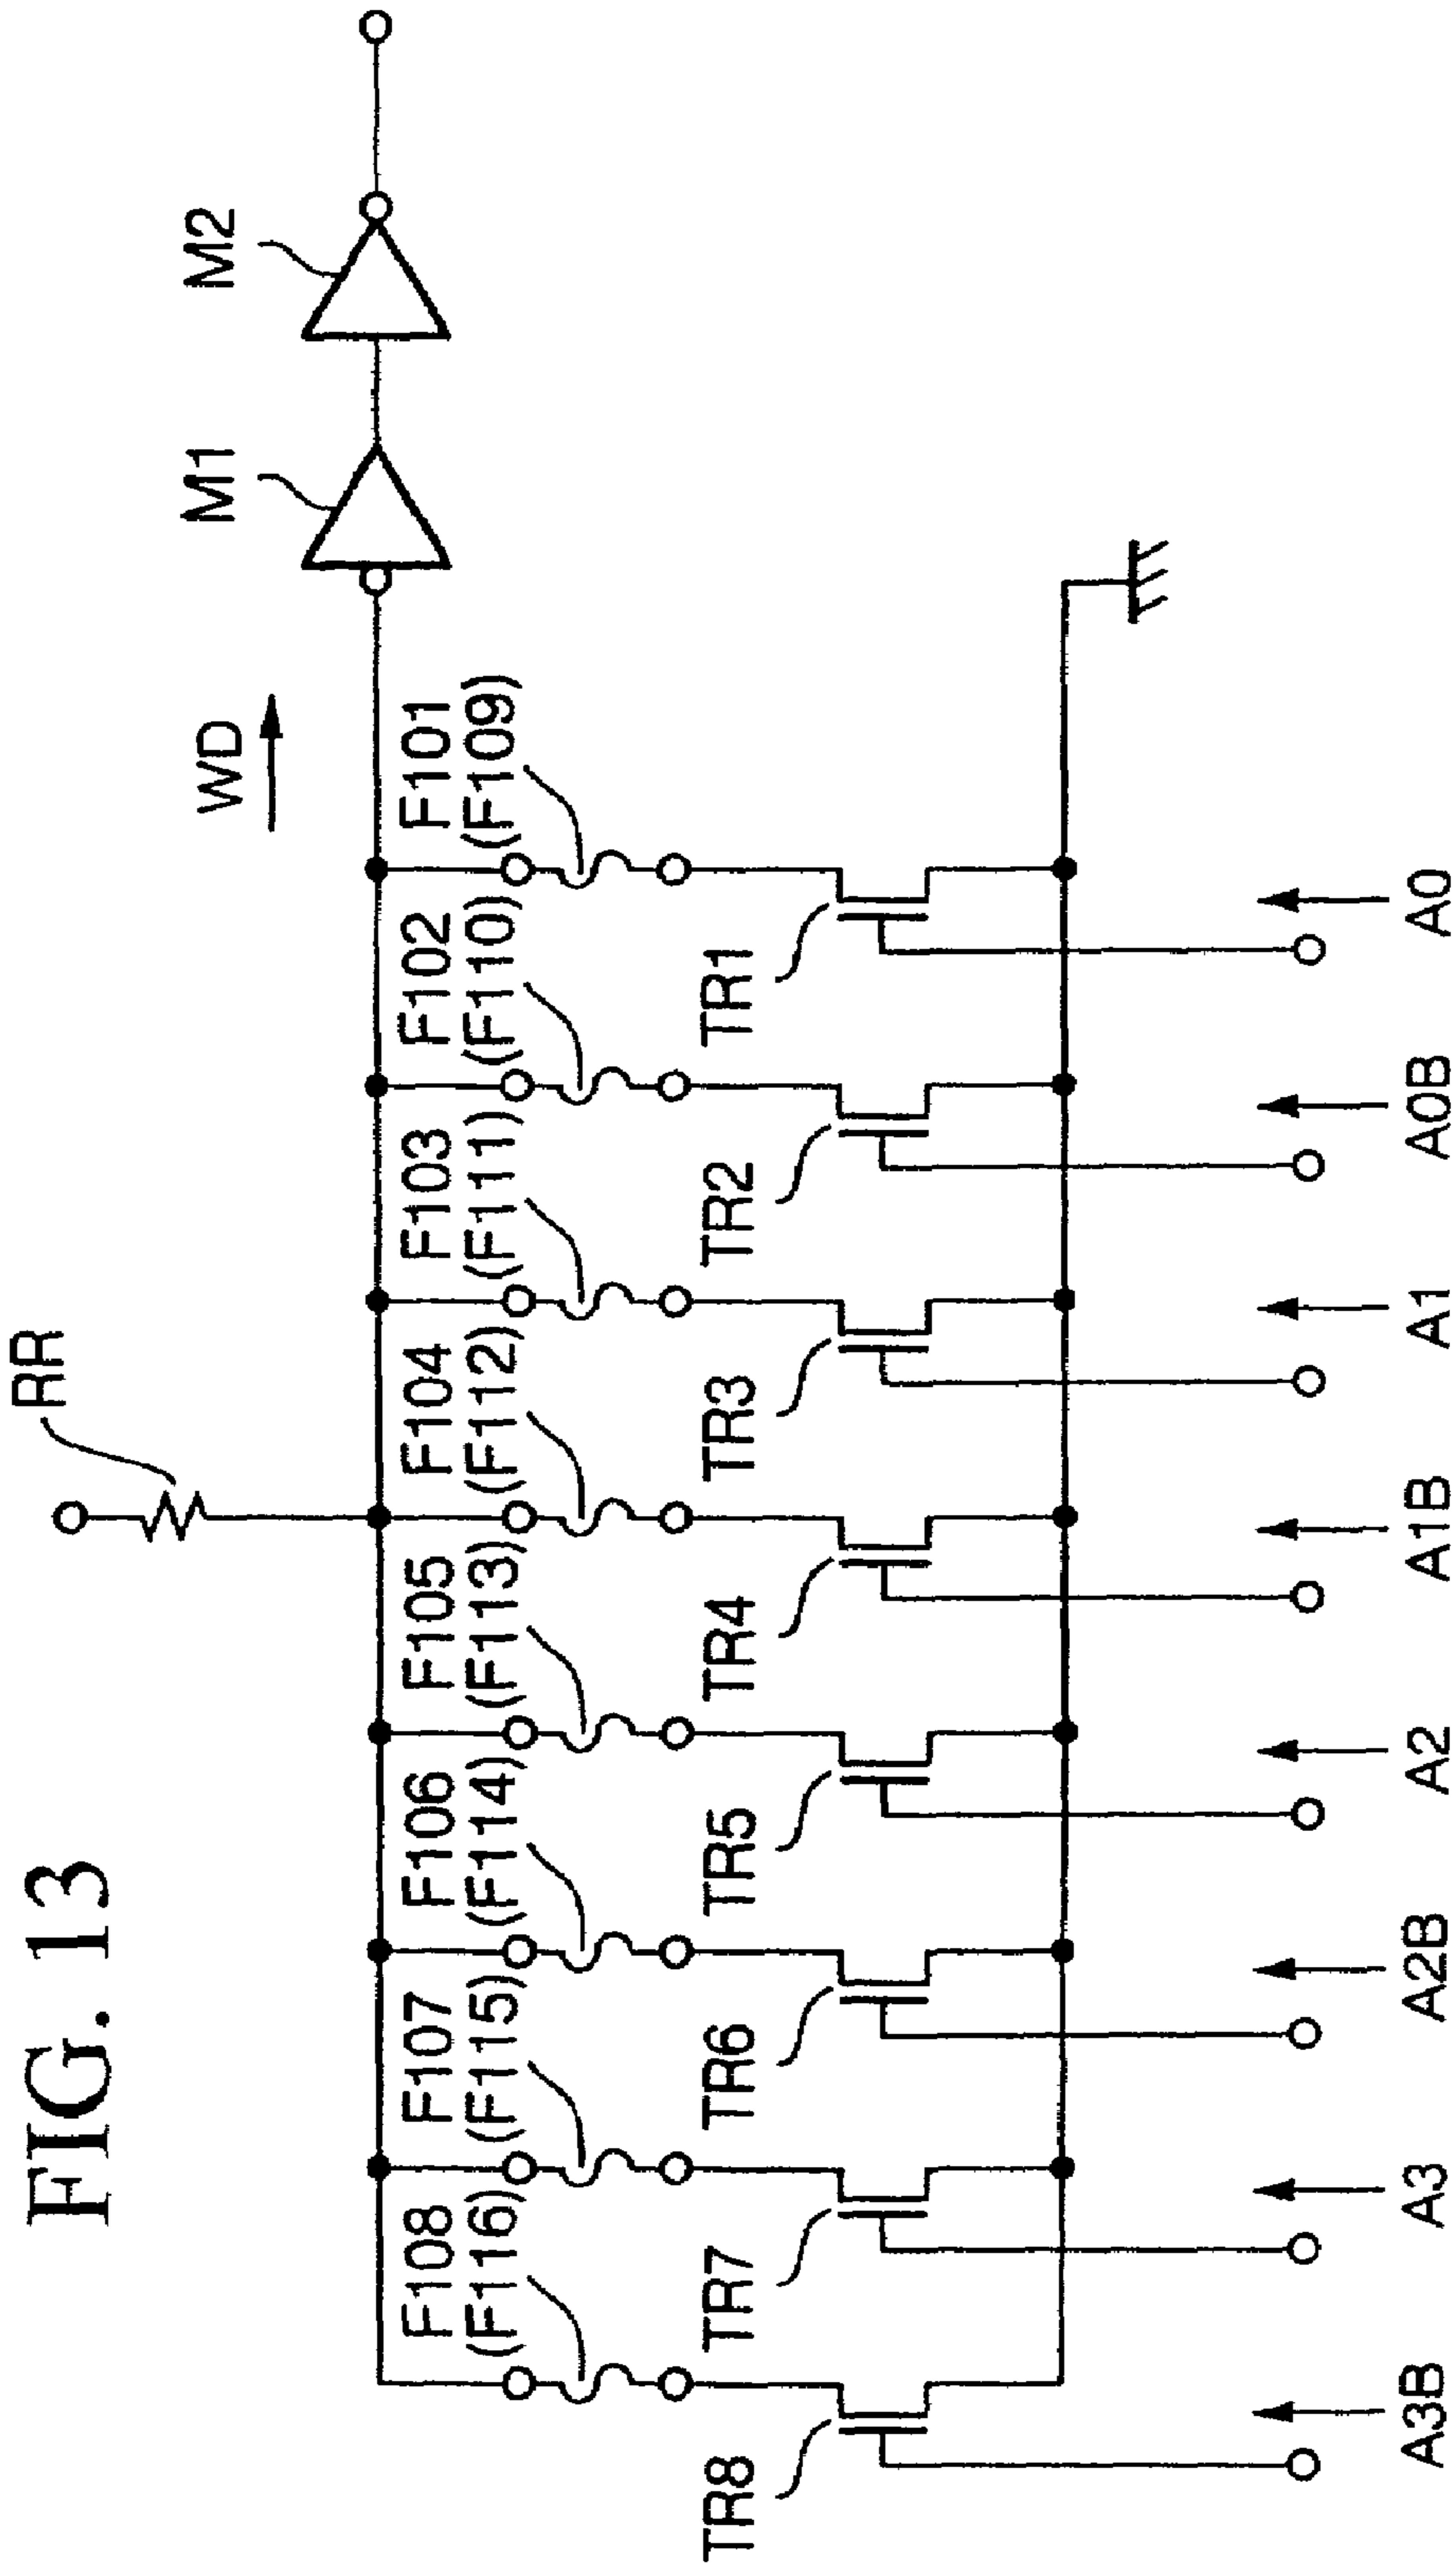 FIG. 13
RR
WD
M1
M2
F108
(F116)
F107
(F115)
F106
(F114)
F105
(F113)
F104
(F112)
F103
(F111)
F102
(F110)
F101
(F109)
TR8
TR7
TR6
TR5
TR4
TR3
TR2
TR1
A3B
A3
A2B
A2
A1B
A1
A0B
A0